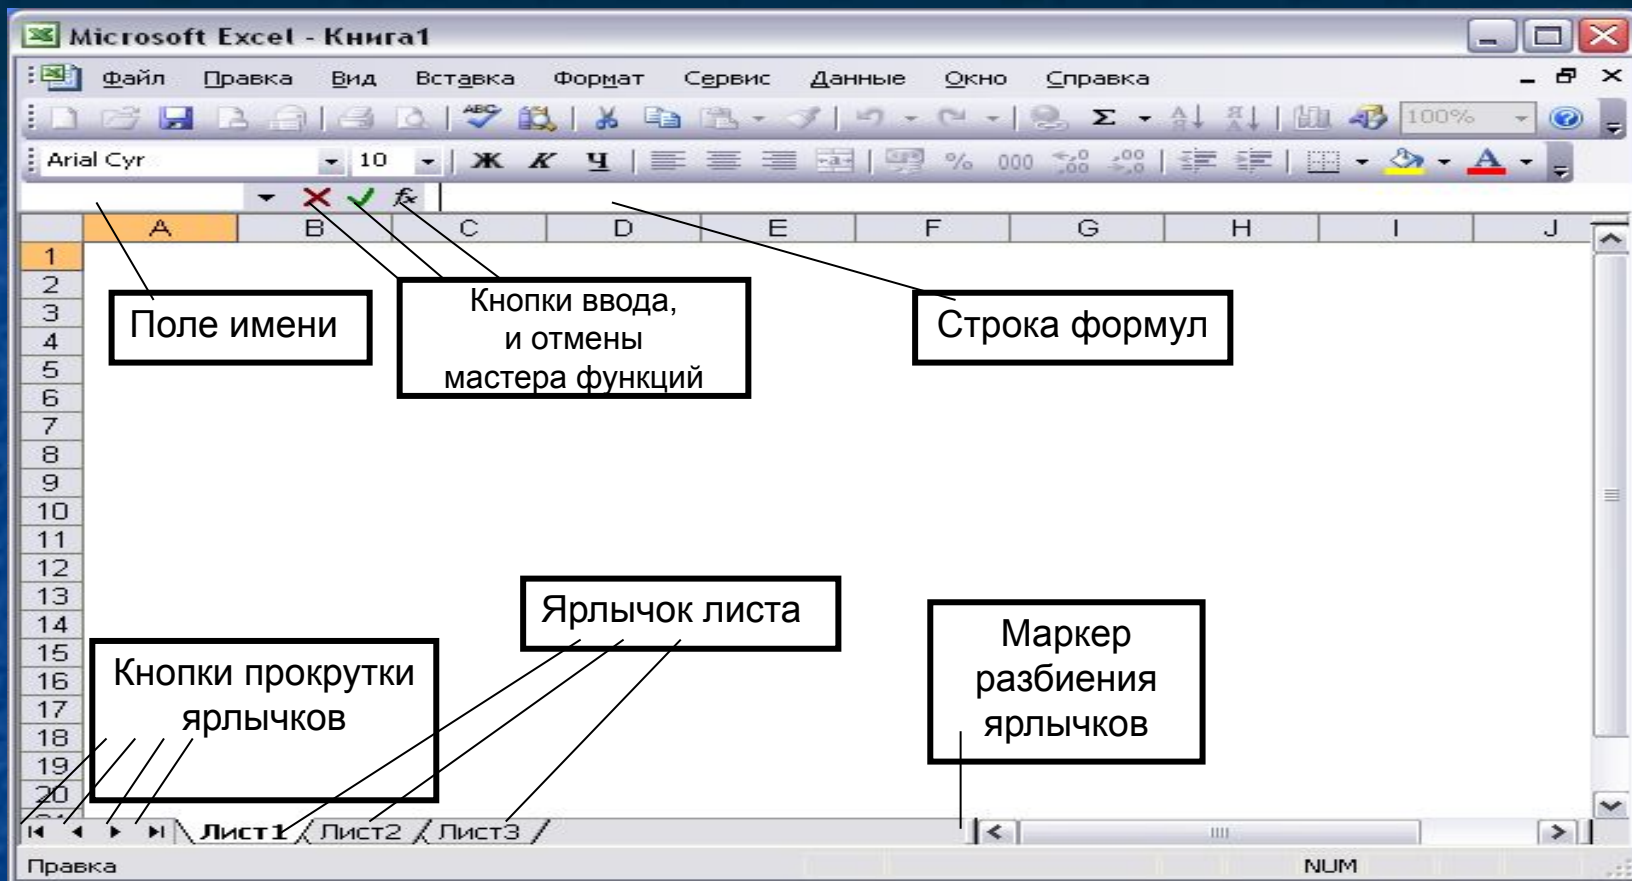 Microsoft Excel - Книга1
Файл Правка Вид Вставка Формат Сервис Данные Окно Справка
ABC Σ 100%
Arial Cyr 10 Ж К Ч % 000
fx
A B C D E F G H I J
1
2
3
4
5
6
7
8
9
10
11
12
13
14
15
16
17
18
19
20
Поле имени
Кнопки ввода,
и отмены
мастера функций
Строка формул
Ярлычок листа
Кнопки прокрутки
ярлычков
Маркер
разбиения
ярлычков
Лист1 Лист2 Лист3
Правка NUM